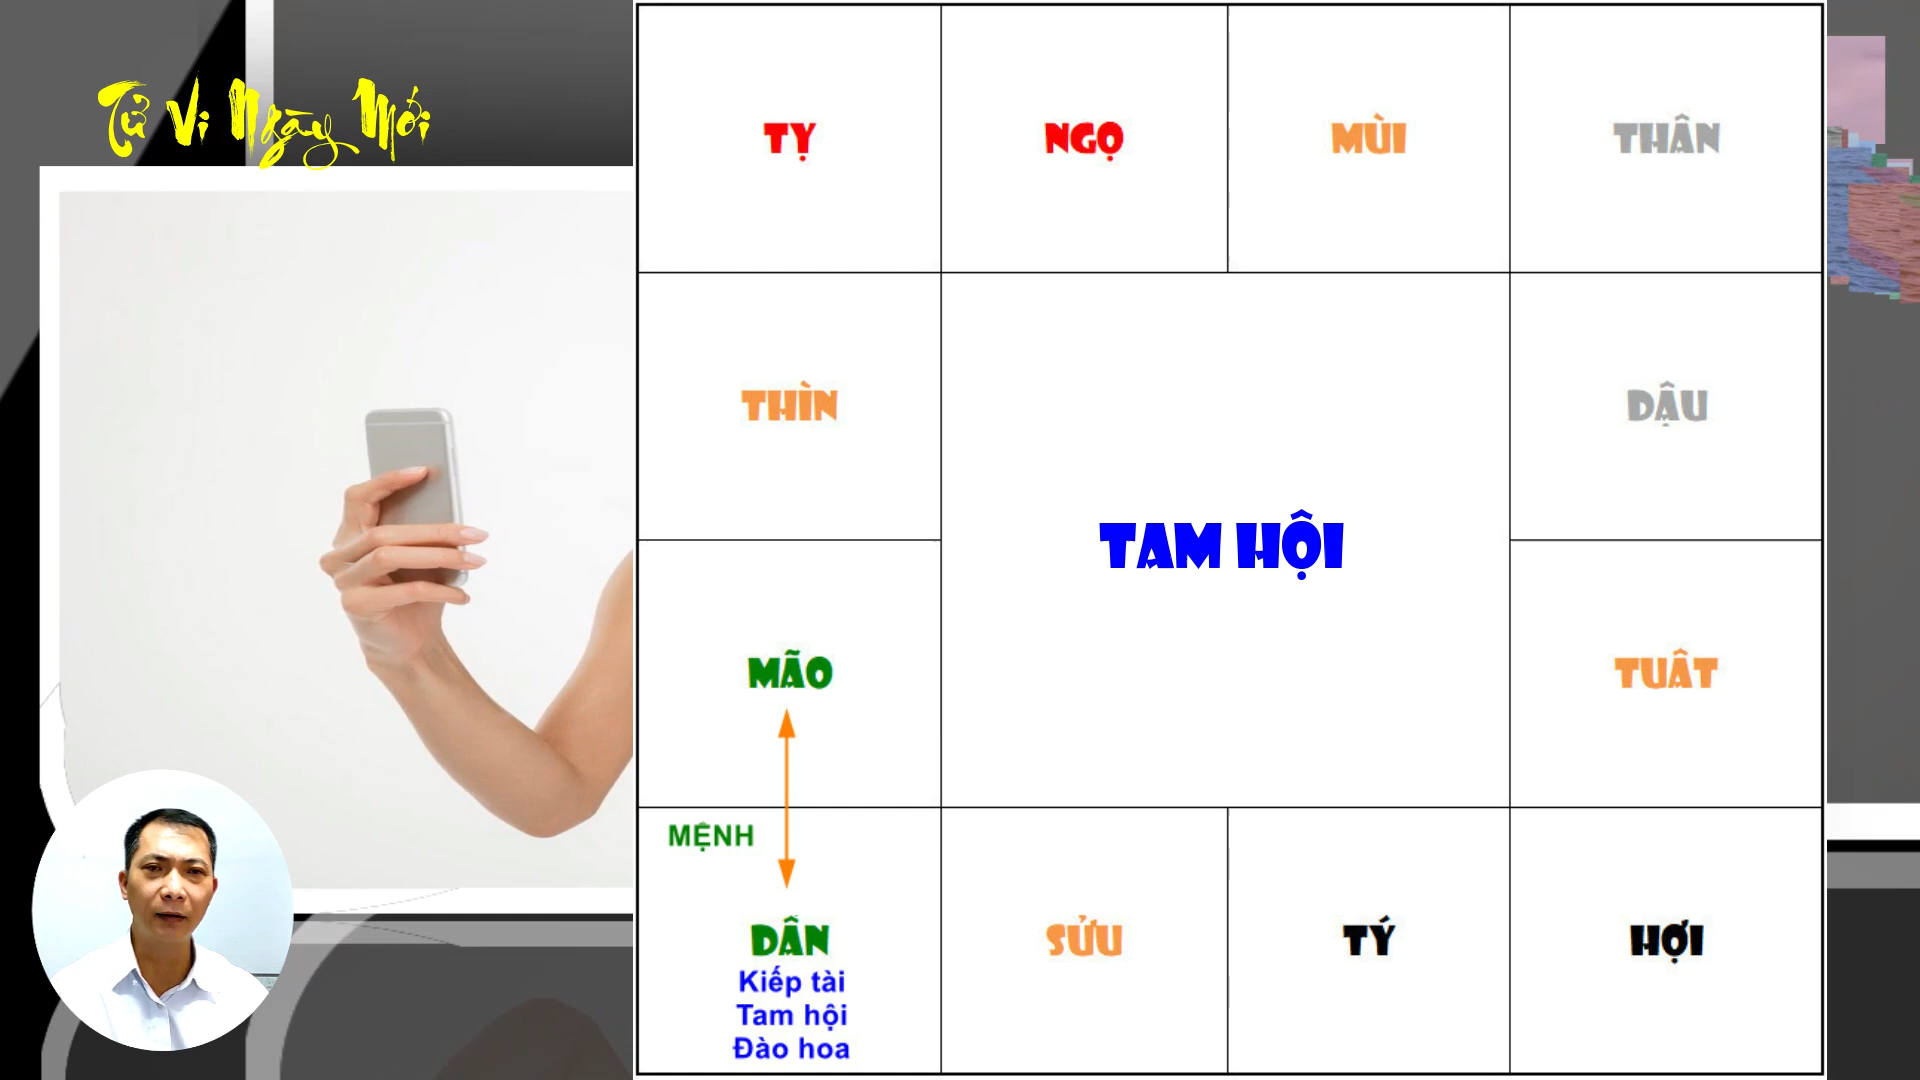 Tử Vi Ngày Mới
TỴ
NGỌ
MÙI
THÂN
THÌN
DẬU
TAM HỘI
MÃO
TUẤT
MỆNH
DẦN
SỬU
TÝ
HỢI
Kiếp tài
Tam hội
Đào hoa